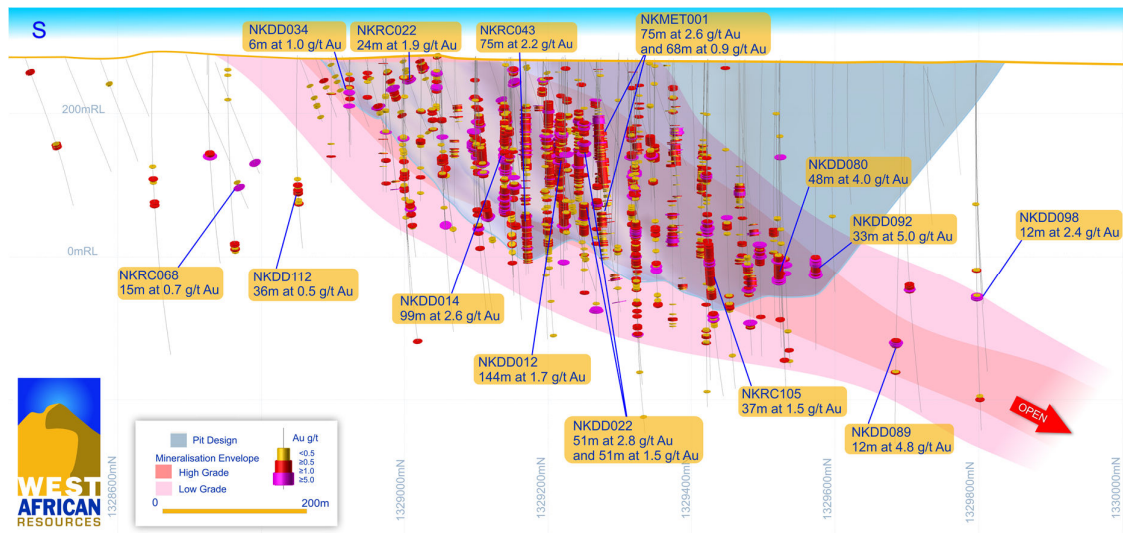 S
NKDD034
6m at 1.0 g/t Au
NKRC022
24m at 1.9 g/t Au
NKRC043
75m at 2.2 g/t Au
NKMET001
75m at 2.6 g/t Au
and 68m at 0.9 g/t Au
200mRL
NKDD080
48m at 4.0 g/t Au
NKDD092
33m at 5.0 g/t Au
NKDD098
12m at 2.4 g/t Au
0mRL
NKRC068
15m at 0.7 g/t Au
NKDD112
36m at 0.5 g/t Au
NKDD014
99m at 2.6 g/t Au
NKDD012
144m at 1.7 g/t Au
NKRC105
37m at 1.5 g/t Au
NKDD022
51m at 2.8 g/t Au
and 51m at 1.5 g/t Au
NKDD089
12m at 4.8 g/t Au
OPEN
WEST
AFRICAN
RESOURCES
Pit Design
Mineralisation Envelope
High Grade
Low Grade
Au g/t
<0.5
≥0.5
≥1.0
≥5.0
0
200m
1328600mN
1329000mN
1329200mN
1329400mN
1329600mN
1329800mN
1330000mN